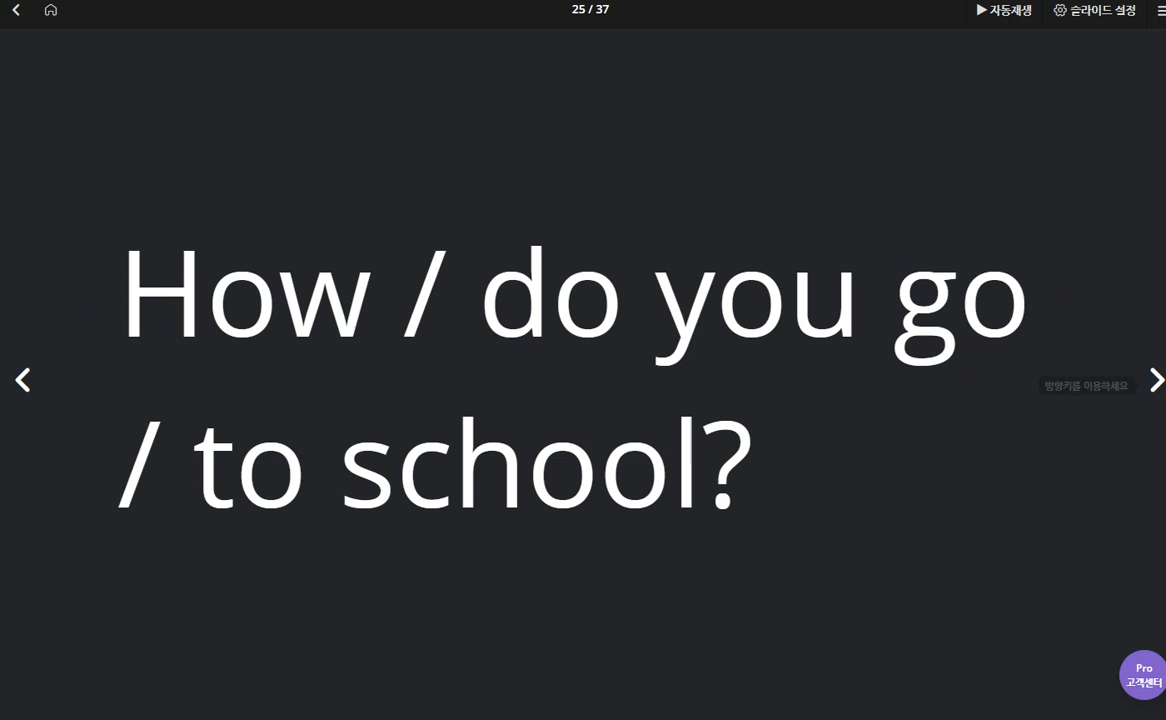 25 / 37
▶ 자동재생
슬라이드 설정
How / do you go
/ to school?
방향키를 이용하세요
Pro
고객센터